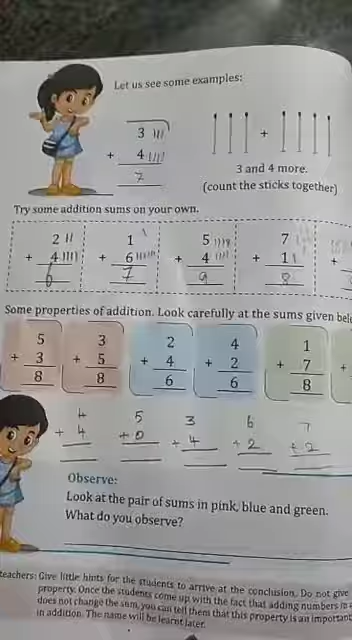 Let us see some examples:
3
+ 4
7
3 and 4 more.
(count the sticks together)
Try some addition sums on your own.
2 1 5 7
+ 4 + 6 + 4 + 1 +
6 7 9 8
Some properties of addition. Look carefully at the sums given
5 3 2 4 1
+ 3 + 5 + 4 + 2 + 7 +
8 8 6 6 8
4 5 3 6 7
+ 4 + 0 + 4 + 2 + 2
Observe:
Look at the pair of sums in pink, blue and green.
What do you observe?
teachers: Give little hints for the students to arrive at the conclusion. Do not give
property. Once the students come up with the fact that adding numbers in
does not change the sum, you can tell them that this property is an important
in addition. The name will be learnt later.